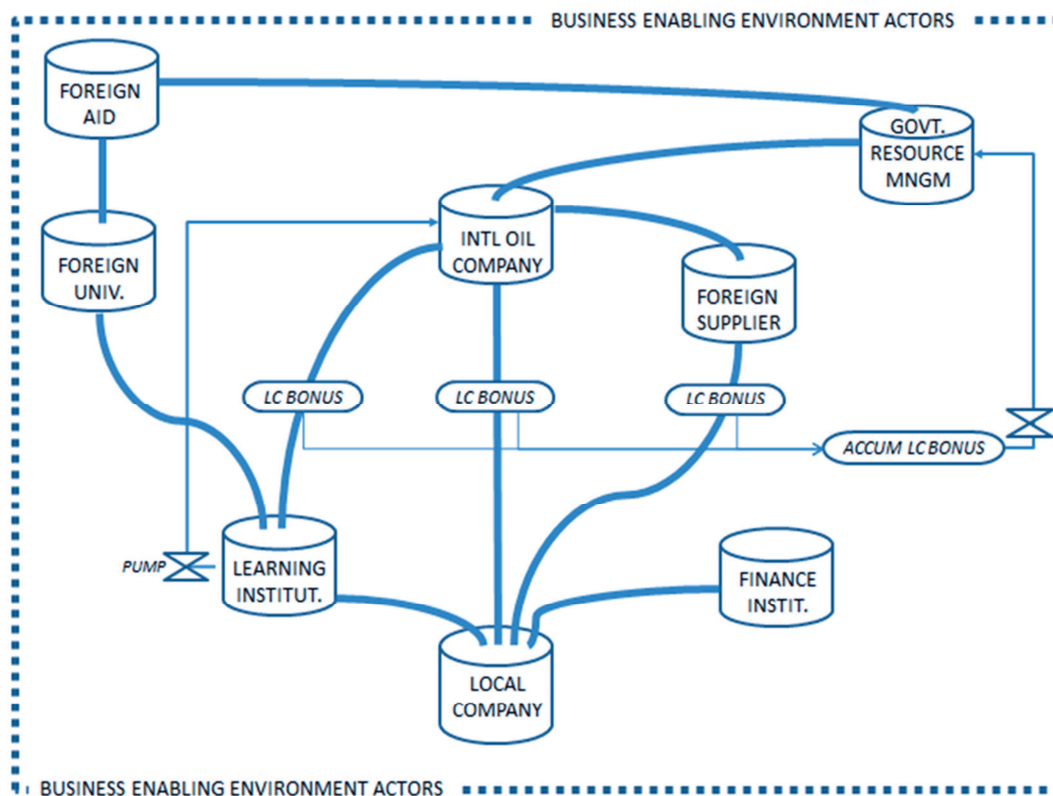 BUSINESS ENABLING ENVIRONMENT ACTORS
FOREIGN
AID
GOVT.
RESOURCE
MNGM
FOREIGN
UNIV.
INTL OIL
COMPANY
FOREIGN
SUPPLIER
LC BONUS
LC BONUS
LC BONUS
ACCUM LC BONUS
PUMP
LEARNING
INSTITUT.
FINANCE
INSTIT.
LOCAL
COMPANY
BUSINESS ENABLING ENVIRONMENT ACTORS